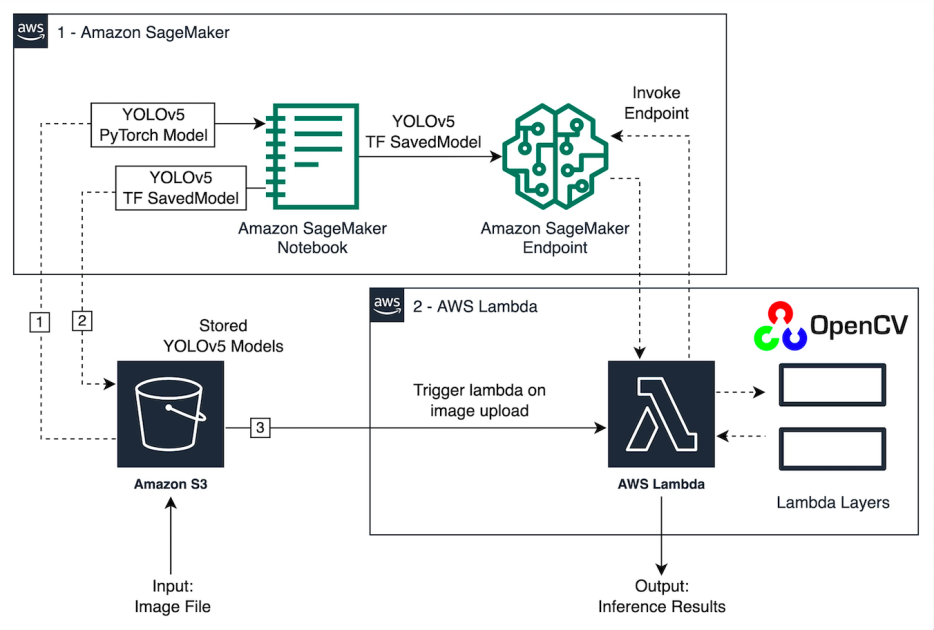 aws
1 - Amazon SageMaker
YOLOv5
PyTorch Model
YOLOv5
TF SavedModel
Amazon SageMaker
Notebook
YOLOv5
TF SavedModel
Amazon SageMaker
Endpoint
Invoke
Endpoint
1
2
Stored
YOLOv5 Models
Amazon S3
3
Input:
Image File
aws
2 - AWS Lambda
OpenCV
Trigger lambda on
image upload
AWS Lambda
Lambda Layers
Output:
Inference Results